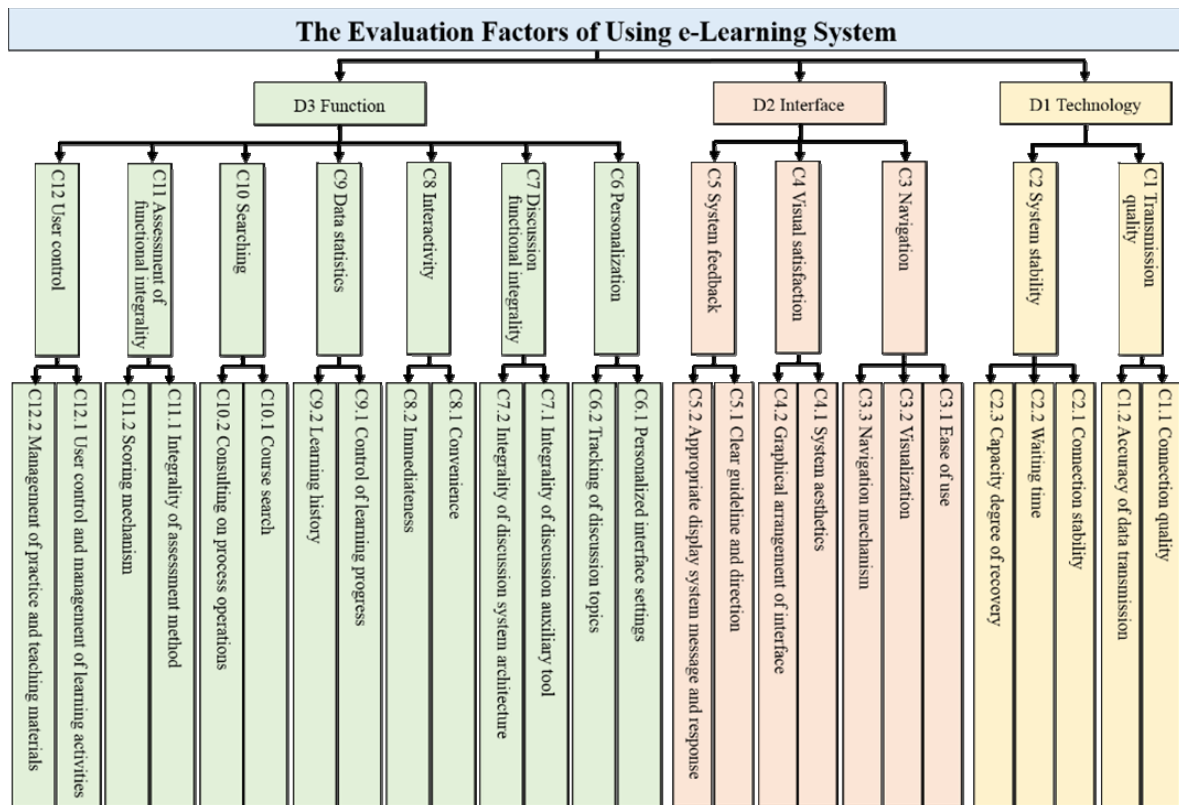 The Evaluation Factors of Using e-Learning System
D3 Function
D2 Interface
D1 Technology
C12 User control
C11 Assessment of
functional integrality
C10 Searching
C9 Data statistics
C8 Interactivity
C7 Discussion
functional integrality
C6 Personalization
C5 System feedback
C4 Visual satisfaction
C3 Navigation
C2 System stability
C1 Transmission
quality
C12.2 Management of practice and teaching materials
C12.1 User control and management of learning activities
C11.2 Scoring mechanism
C11.1 Integrality of assessment method
C10.2 Consulting on process operations
C10.1 Course search
C9.2 Learning history
C9.1 Control of learning progress
C8.2 Immediateness
C8.1 Convenience
C7.2 Integrality of discussion system architecture
C7.1 Integrality of discussion auxiliary tool
C6.2 Tracking of discussion topics
C6.1 Personalized interface settings
C5.2 Appropriate display system message and response
C5.1 Clear guideline and direction
C4.2 Graphical arrangement of interface
C4.1 System aesthetics
C3.3 Navigation mechanism
C3.2 Visualization
C3.1 Ease of use
C2.3 Capacity degree of recovery
C2.2 Waiting time
C2.1 Connection stability
C1.2 Accuracy of data transmission
C1.1 Connection quality